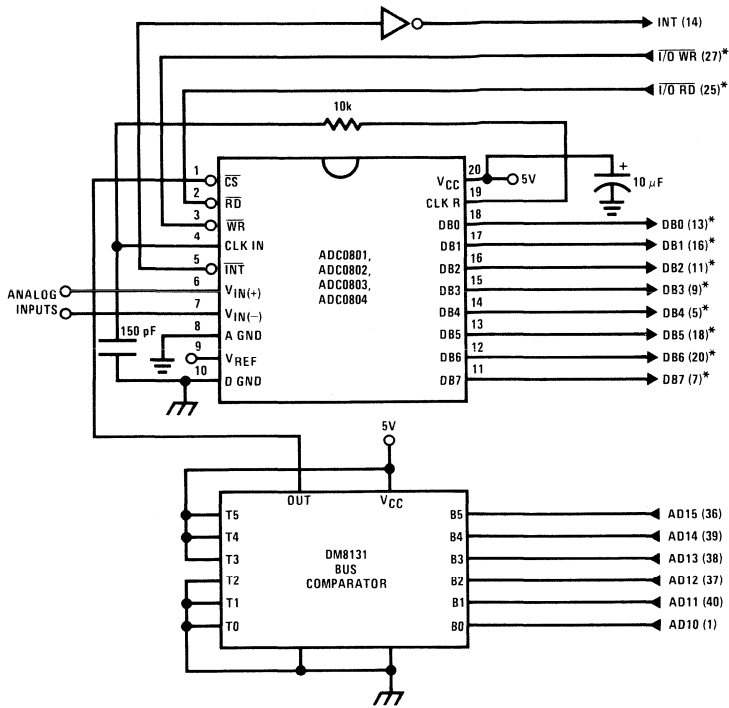 INT (14)
I/O WR (27)*
I/O RD (25)*
10k
1
CS
2
RD
3
WR
4
CLK IN
5
INT
6
VIN(+)
7
VIN(−)
8
A GND
9
VREF
10
D GND
ANALOG
INPUTS
150 pF
ADC0801,
ADC0802,
ADC0803,
ADC0804
20
VCC
5V
+
10 μF
19
CLK R
18
DB0
DB0 (13)*
17
DB1
DB1 (16)*
16
DB2
DB2 (11)*
15
DB3
DB3 (9)*
14
DB4
DB4 (5)*
13
DB5
DB5 (18)*
12
DB6
DB6 (20)*
11
DB7
DB7 (7)*
5V
OUT
VCC
T5
T4
T3
T2
T1
T0
DM8131
BUS
COMPARATOR
B5
AD15 (36)
B4
AD14 (39)
B3
AD13 (38)
B2
AD12 (37)
B1
AD11 (40)
B0
AD10 (1)